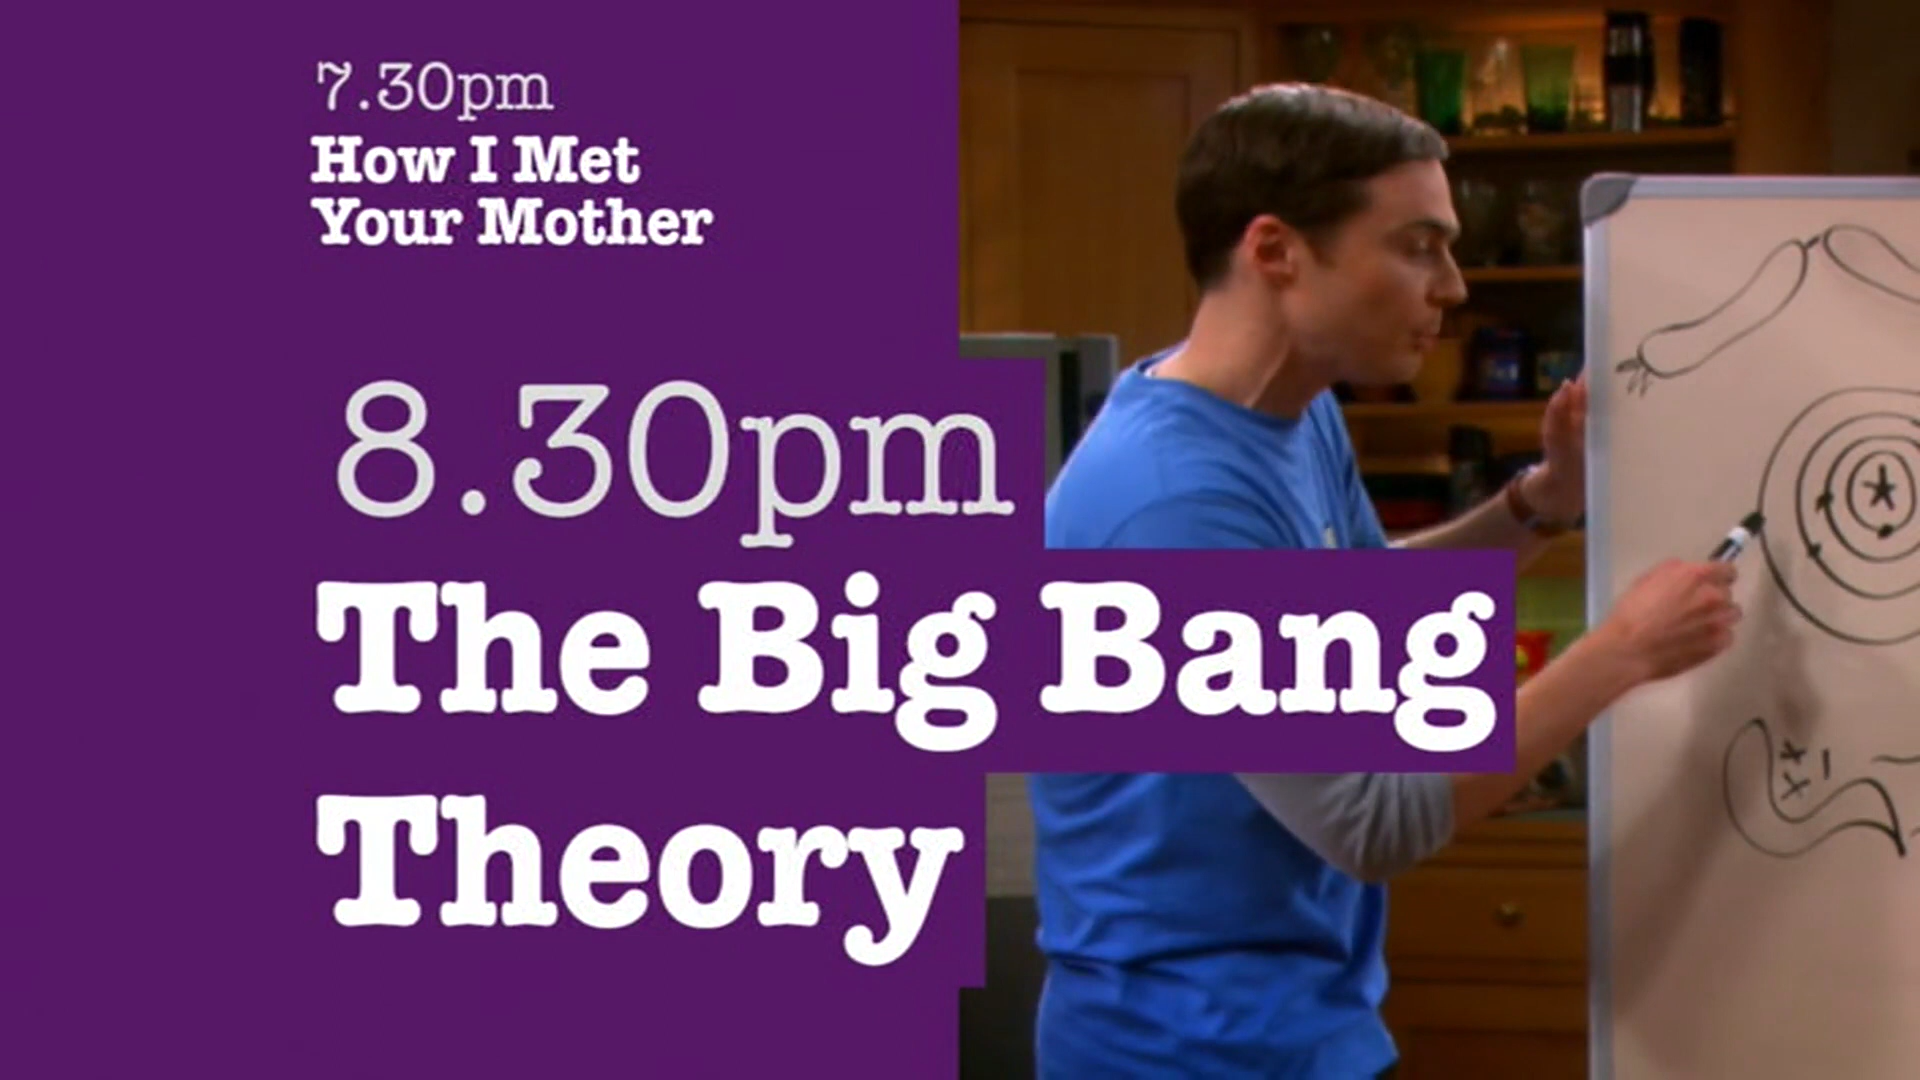 7.30pm
How I Met
Your Mother
8.30pm
The Big Bang
Theory